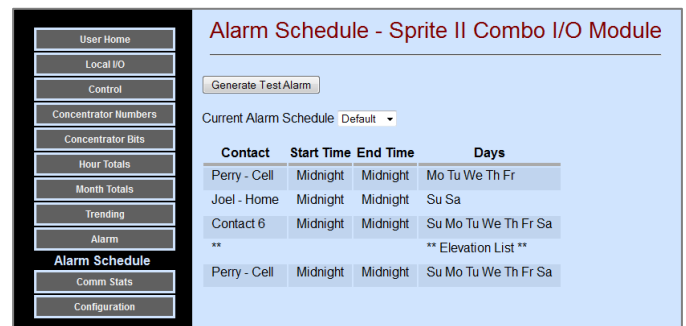 User Home
Local I/O
Control
Concentrator Numbers
Concentrator Bits
Hour Totals
Month Totals
Trending
Alarm
Alarm Schedule
Comm Stats
Configuration
Alarm Schedule - Sprite II Combo I/O Module
Generate Test Alarm
Current Alarm Schedule Default
Contact Start Time End Time Days
Perry - Cell Midnight Midnight Mo Tu We Th Fr
Joel - Home Midnight Midnight Su Sa
Contact 6 Midnight Midnight Su Mo Tu We Th Fr Sa
** ** Elevation List **
Perry - Cell Midnight Midnight Su Mo Tu We Th Fr Sa